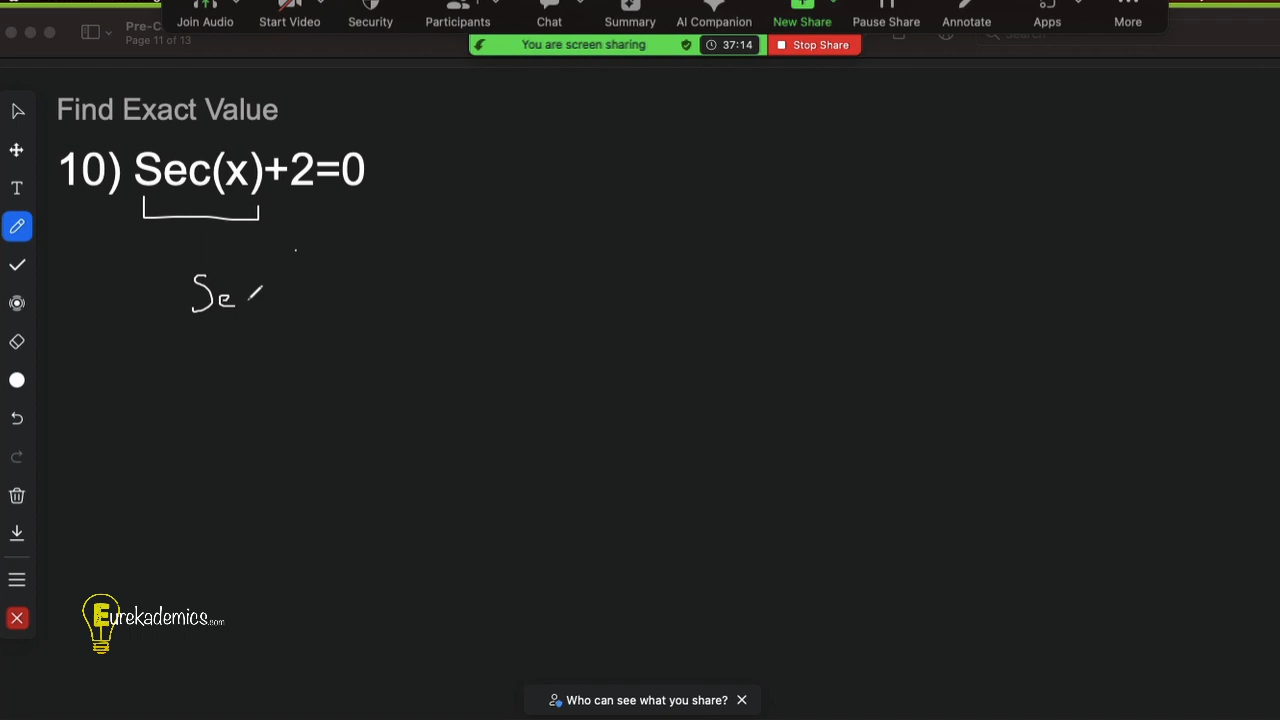 Join Audio Start Video Security Participants Chat Summary AI Companion New Share Pause Share Annotate Apps More
You are screen sharing 37:14 Stop Share
Pre-C
Page 11 of 13
Search
Find Exact Value
10) Sec(x)+2=0
Se
T
Eurekademics.com
Who can see what you share?